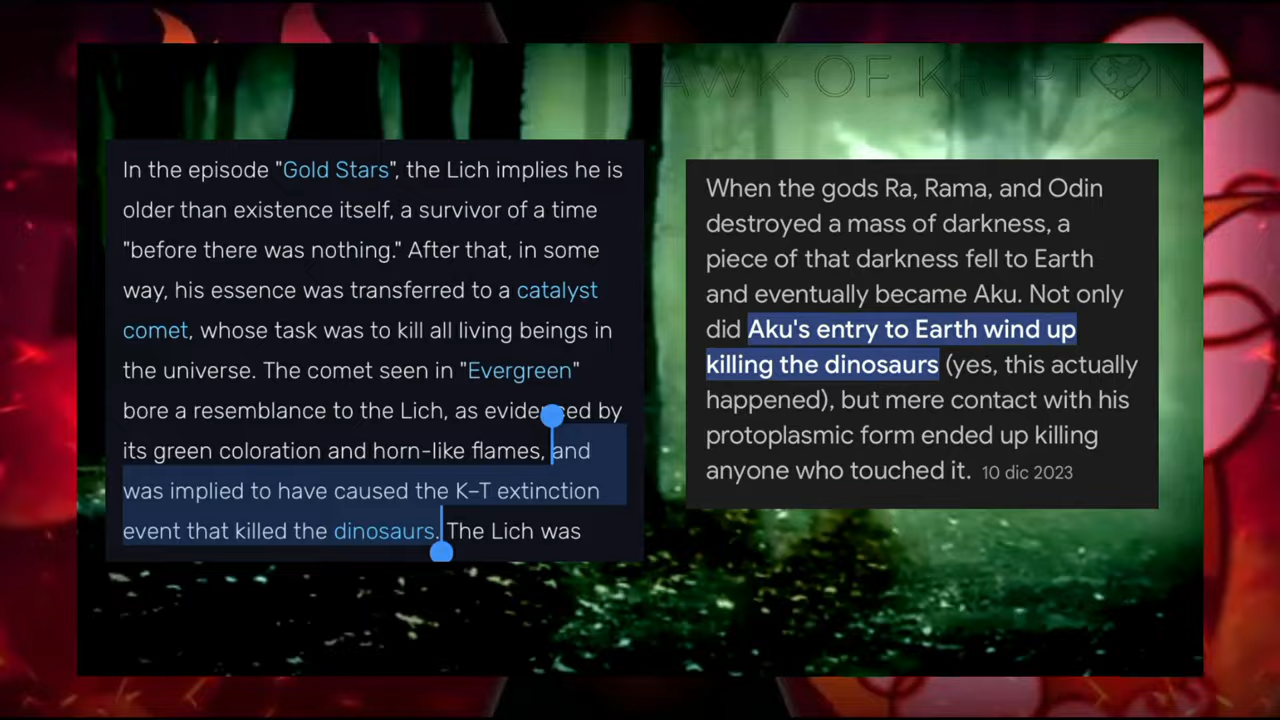 HAWK OF KRYPTON
In the episode "Gold Stars", the Lich implies he is
older than existence itself, a survivor of a time
"before there was nothing." After that, in some
way, his essence was transferred to a catalyst
comet, whose task was to kill all living beings in
the universe. The comet seen in "Evergreen"
bore a resemblance to the Lich, as evidenced by
its green coloration and horn-like flames, and
was implied to have caused the K–T extinction
event that killed the dinosaurs. The Lich was
When the gods Ra, Rama, and Odin
destroyed a mass of darkness, a
piece of that darkness fell to Earth
and eventually became Aku. Not only
did Aku's entry to Earth wind up
killing the dinosaurs (yes, this actually
happened), but mere contact with his
protoplasmic form ended up killing
anyone who touched it. 10 dic 2023